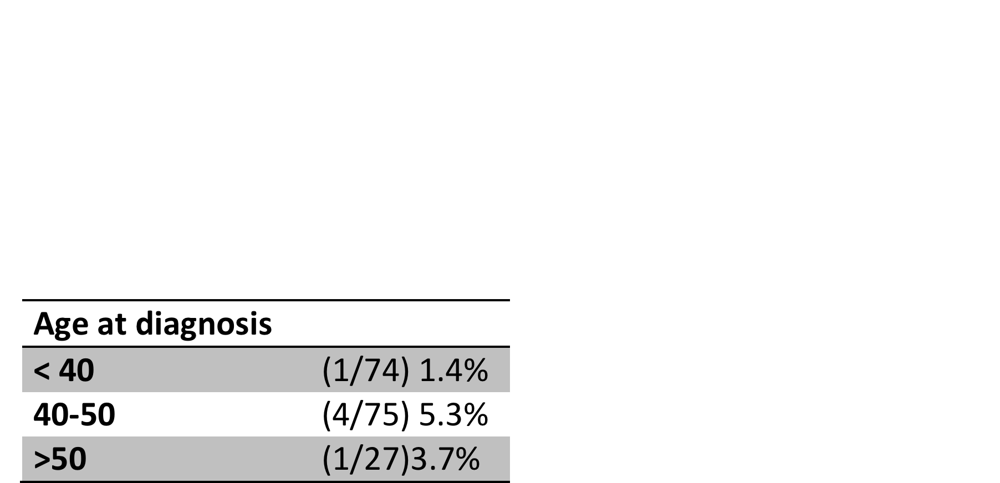 Age at diagnosis
< 40 (1/74) 1.4%
40-50 (4/75) 5.3%
>50 (1/27)3.7%